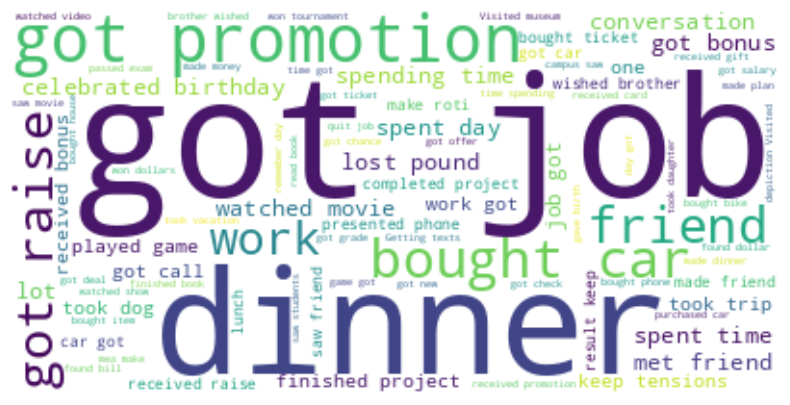 watched video
brother wished
won tournament
Visited museum
conversation
got promotion
bought ticket
got car
got bonus
received gift
passed exam
made money
time got
spending time
campus saw
one
got salary
celebrated birthday
wished brother
made plan
saw movie
got ticket
time spending
received card
bought house
make roti
got job
quit job
got chance
got offer
spent day
remember day
read book
lost pound
job got
day got
took daughter
depiction Visited
won dollars
completed project
gave birth
bought bike
got raise
received bonus
watched movie
work got
took vacation
presented phone
friend
work
played game
got grade
Getting texts
bought car
found dollar
made dinner
got call
got deal
finished book
dinner
game got
got new
got check
bought phone
made friend
lot
watched show
lunch
saw students
saw friend
result keep
took trip
took dog
purchased car
bought item
car got
spent time
mea make
found bill
met friend
received raise
finished project
received promotion
keep tensions